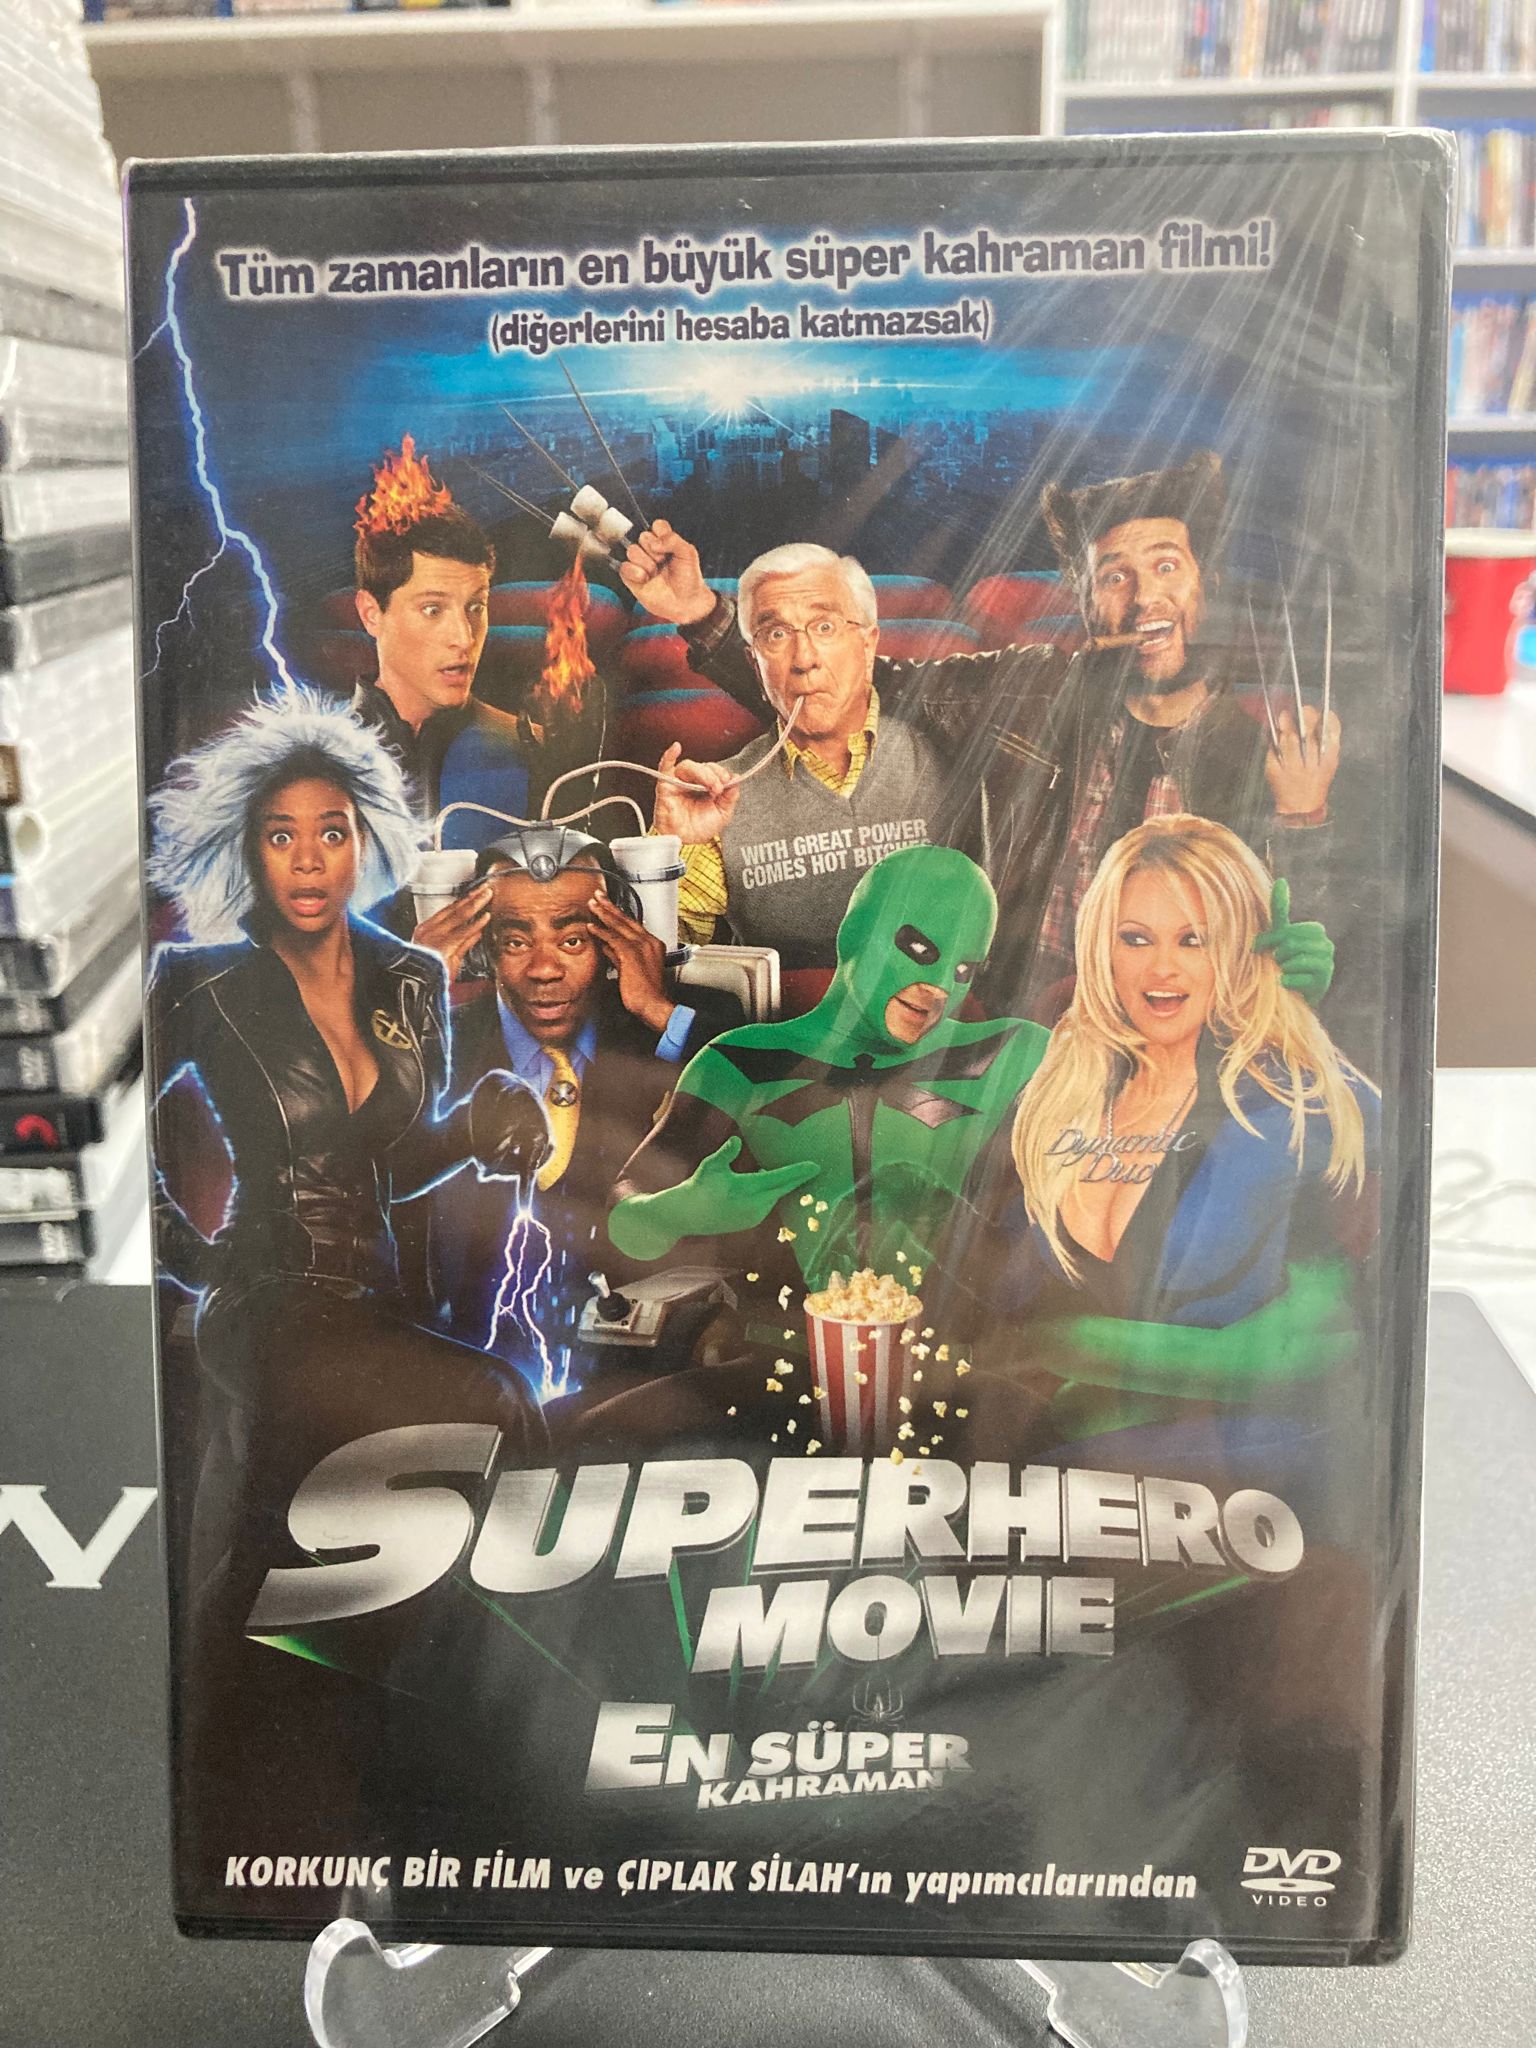 Tüm zamanların en büyük süper kahraman filmi!
(diğerlerini hesaba katmazsak)
WITH GREAT POWER
COMES HOT BITCHES
Dynamic
Duo
SUPERHERO
MOVIE
EN SÜPER
KAHRAMAN
KORKUNÇ BİR FİLM ve ÇIPLAK SİLAH'ın yapımcılarından
DVD
VIDEO